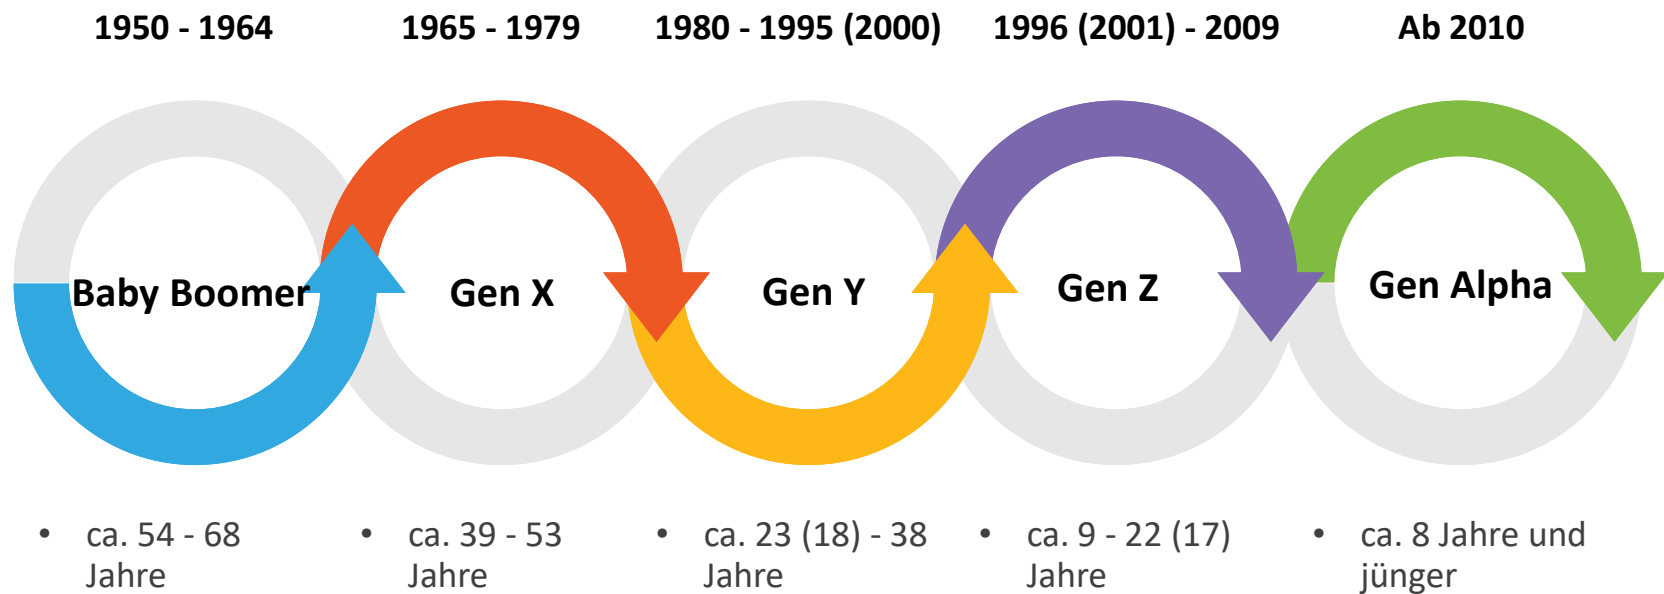 1950 - 1964
1965 - 1979
1980 - 1995 (2000)
1996 (2001) - 2009
Ab 2010
Baby Boomer
Gen X
Gen Y
Gen Z
Gen Alpha
• ca. 54 - 68
Jahre
• ca. 39 - 53
Jahre
• ca. 23 (18) - 38
Jahre
• ca. 9 - 22 (17)
Jahre
• ca. 8 Jahre und
jünger